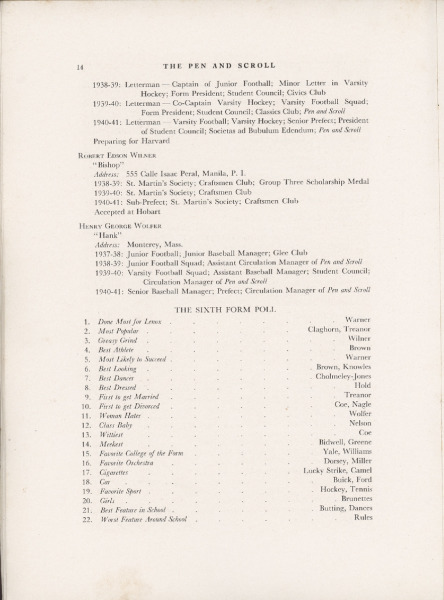 14
THE PEN AND SCROLL
1938-39: Letterman — Captain of Junior Football; Minor Letter in Varsity
Hockey; Form President; Student Council; Civics Club
1939-40: Letterman — Co-Captain Varsity Hockey; Varsity Football Squad;
Form President; Student Council; Classics Club; Pen and Scroll
1940-41: Letterman — Varsity Football; Varsity Hockey; Senior Prefect; President
of Student Council; Societas ad Bubulum Edendum; Pen and Scroll
Preparing for Harvard
ROBERT EDSON WILNER
"Bishop"
Address: 555 Calle Isaac Peral, Manila, P. I.
1938-39: St. Martin's Society; Craftsmen Club; Group Three Scholarship Medal
1939-40: St. Martin's Society; Craftsmen Club
1940-41: Sub-Prefect; St. Martin's Society; Craftsmen Club
Accepted at Hobart
HENRY GEORGE WOLFER
"Hank"
Address: Monterey, Mass.
1937-38: Junior Football; Junior Baseball Manager; Glee Club
1938-39: Junior Football Squad; Assistant Circulation Manager of Pen and Scroll
1939-40: Varsity Football Squad; Assistant Baseball Manager; Student Council;
Circulation Manager of Pen and Scroll
1940-41: Senior Baseball Manager; Prefect; Circulation Manager of Pen and Scroll
THE SIXTH FORM POLL
1. Done Most for Lenox . . . . . . Warner
2. Most Popular . . . . . . Claghorn, Treanor
3. Greasy Grind . . . . . . Wilner
4. Best Athlete . . . . . . Brown
5. Most Likely to Succeed . . . . . . Warner
6. Best Looking . . . . . . Brown, Knowles
7. Best Dancer . . . . . . Cholmeley-Jones
8. Best Dressed . . . . . . Hold
9. First to get Married . . . . . . Treanor
10. First to get Divorced . . . . . . Coe, Nagle
11. Woman Hater . . . . . . Wolfer
12. Class Baby . . . . . . Nelson
13. Wittiest . . . . . . Coe
14. Meekest . . . . . . Bidwell, Greene
15. Favorite College of the Form . . . . . . Yale, Williams
16. Favorite Orchestra . . . . . . Dorsey, Miller
17. Cigarettes . . . . . . Lucky Strike, Camel
18. Car . . . . . . Buick, Ford
19. Favorite Sport . . . . . . Hockey, Tennis
20. Girls . . . . . . Brunettes
21. Best Feature in School . . . . . . Butting, Dances
22. Worst Feature Around School . . . . . . Rules